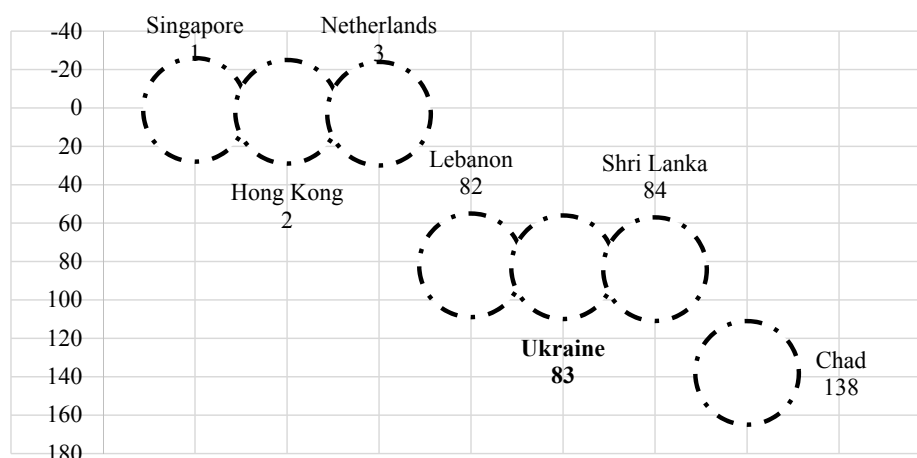 Singapore
1
Netherlands
3
Hong Kong
2
Lebanon
82
Shri Lanka
84
Ukraine
83
Chad
138
-40
-20
0
20
40
60
80
100
120
140
160
180